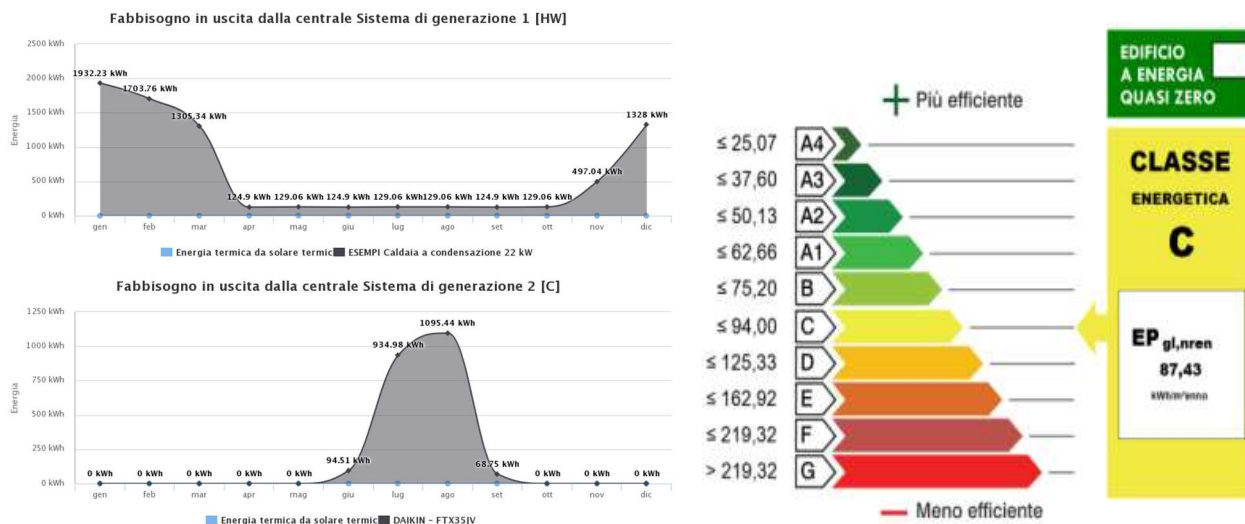 Fabbisogno in uscita dalla centrale Sistema di generazione 1 [HW]
2500 kWh
2000 kWh
1500 kWh
1000 kWh
500 kWh
0 kWh
Energia
1932.23 kWh
1703.76 kWh
1305.34 kWh
124.9 kWh
129.06 kWh
124.9 kWh
129.06 kWh
129.06 kWh
124.9 kWh
129.06 kWh
497.04 kWh
1328 kWh
gen feb mar apr mag giu lug ago set ott nov dic
Energia termica da solare termic ESEMPI Caldaia a condensazione 22 kW
Fabbisogno in uscita dalla centrale Sistema di generazione 2 [C]
1250 kWh
1000 kWh
750 kWh
500 kWh
250 kWh
0 kWh
Energia
0 kWh
0 kWh
0 kWh
0 kWh
0 kWh
94.51 kWh
934.98 kWh
1095.44 kWh
68.75 kWh
0 kWh
0 kWh
0 kWh
gen feb mar apr mag giu lug ago set ott nov dic
Energia termica da solare termic DAIKIN - FTX35JV
+ Più efficiente
≤ 25,07 A4
≤ 37,60 A3
≤ 50,13 A2
≤ 62,66 A1
≤ 75,20 B
≤ 94,00 C
≤ 125,33 D
≤ 162,92 E
≤ 219,32 F
> 219,32 G
— Meno efficiente
EDIFICIO
A ENERGIA
QUASI ZERO
CLASSE
ENERGETICA
C
EP gl,nren
87,43
kWh/m²anno